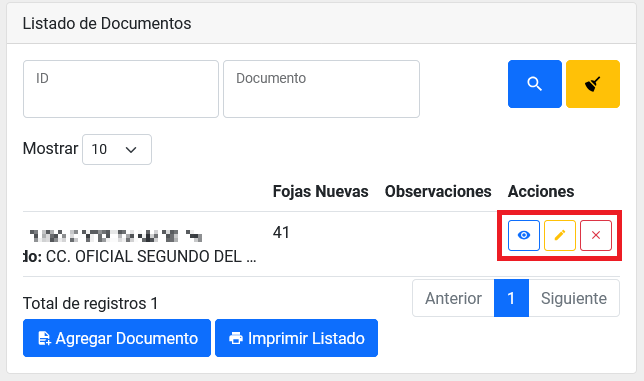 Listado de Documentos
ID
Documento
Mostrar 10
Fojas Nuevas Observaciones Acciones
41
do: CC. OFICIAL SEGUNDO DEL ...
Total de registros 1
Anterior 1 Siguiente
Agregar Documento Imprimir Listado